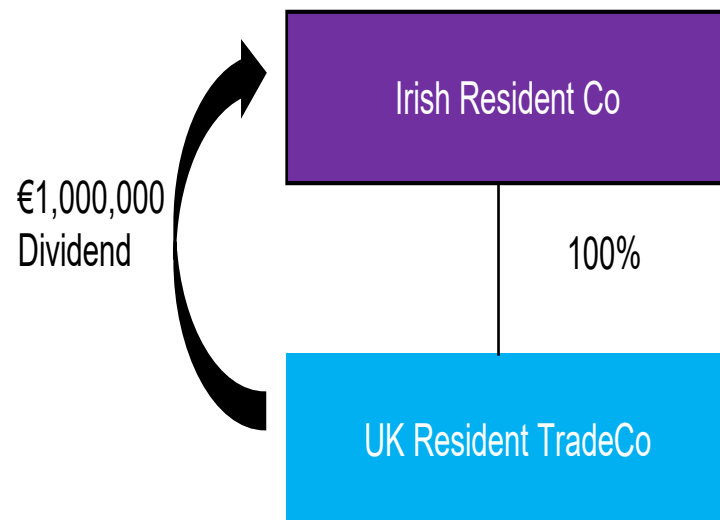 Irish Resident Co
€1,000,000
Dividend
100%
UK Resident TradeCo